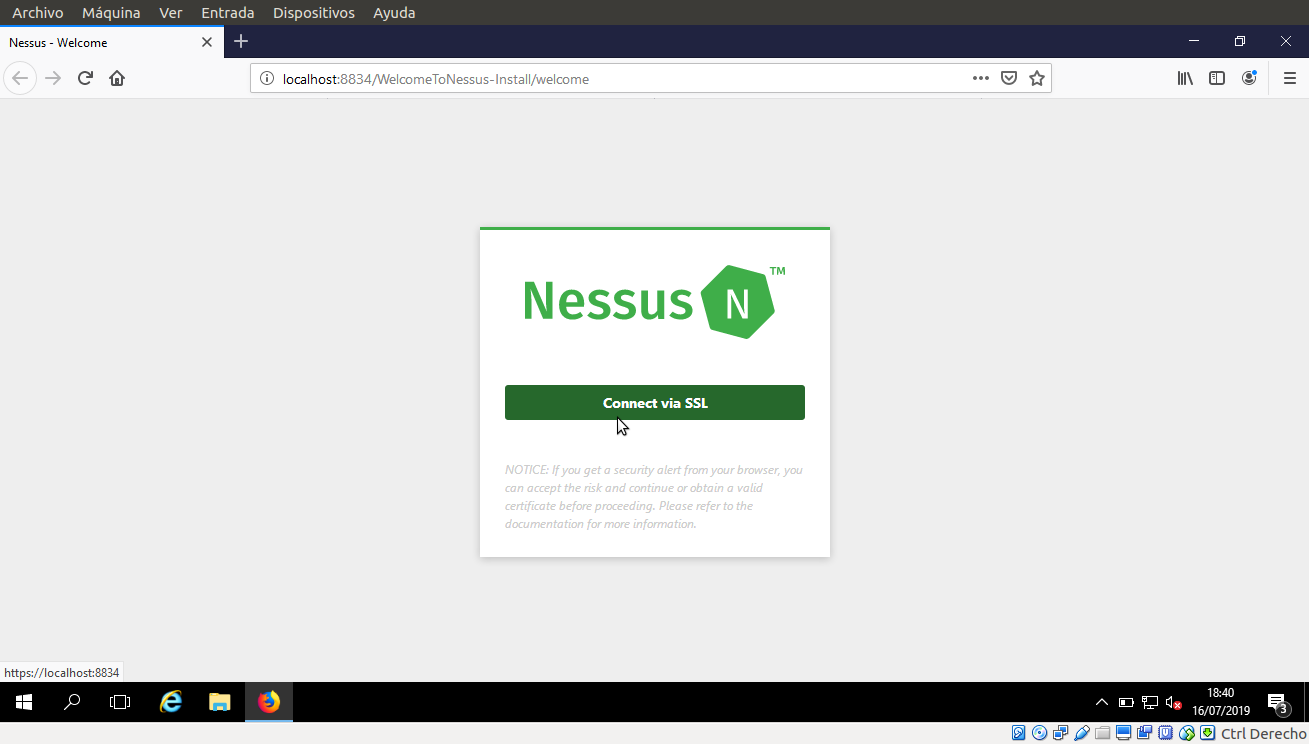 Archivo Máquina Ver Entrada Dispositivos Ayuda
Nessus - Welcome
localhost:8834/WelcomeToNessus-Install/welcome
Nessus N TM
Connect via SSL
NOTICE: If you get a security alert from your browser, you
can accept the risk and continue or obtain a valid
certificate before proceeding. Please refer to the
documentation for more information.
https://localhost:8834
18:40
16/07/2019
3
Ctrl Derecho